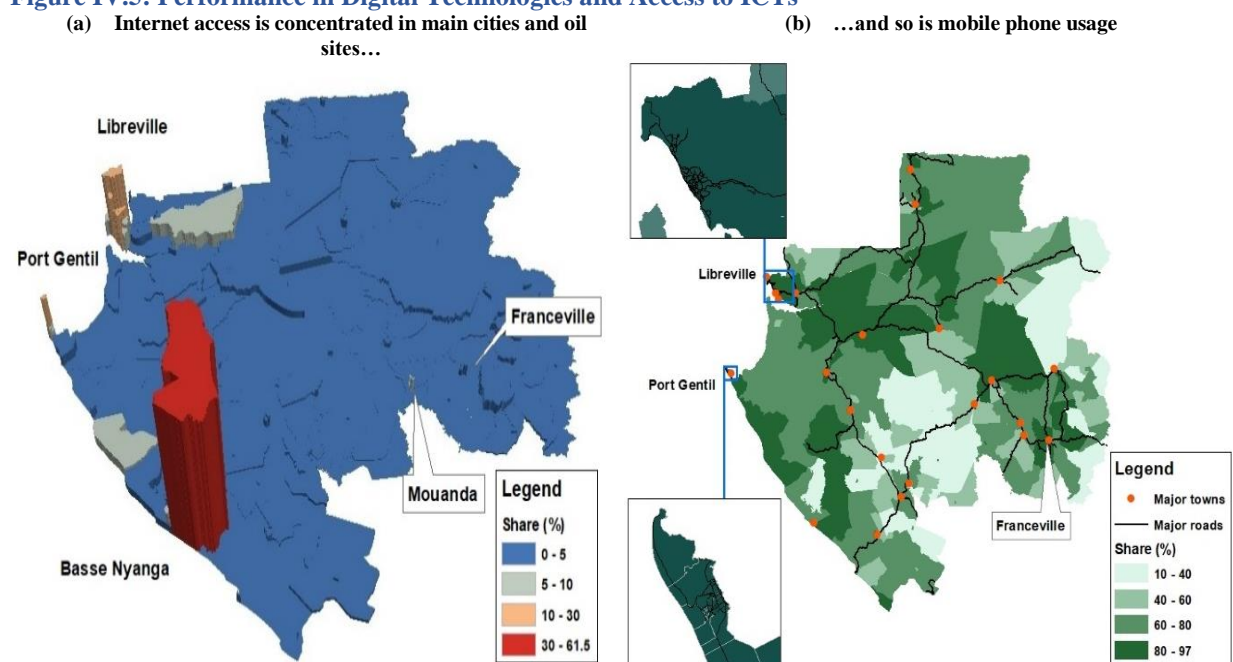 Figure IV.5: Performance in Digital Technologies and Access to ICTs
(a) Internet access is concentrated in main cities and oil
sites…
(b) …and so is mobile phone usage
Libreville
Port Gentil
Franceville
Mouanda
Basse Nyanga
Legend
Share (%)
0 - 5
5 - 10
10 - 30
30 - 61.5
Libreville
Port Gentil
Franceville
Legend
Major towns
Major roads
Share (%)
10 - 40
40 - 60
60 - 80
80 - 97